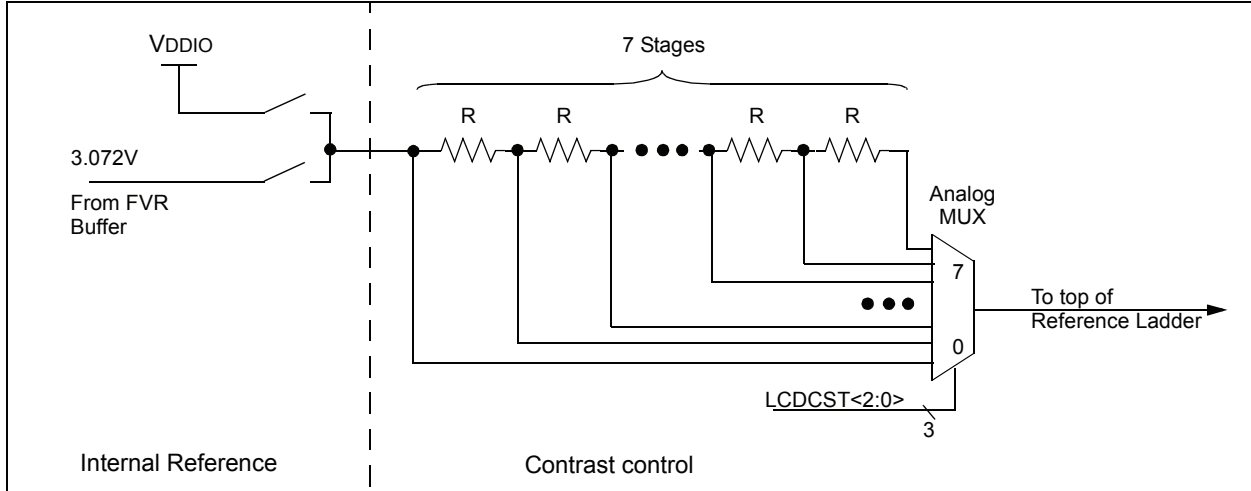 VDDIO
7 Stages
R R R R
3.072V
From FVR
Buffer
Analog
MUX
7
0
To top of
Reference Ladder
LCDCST<2:0>
3
Internal Reference
Contrast control